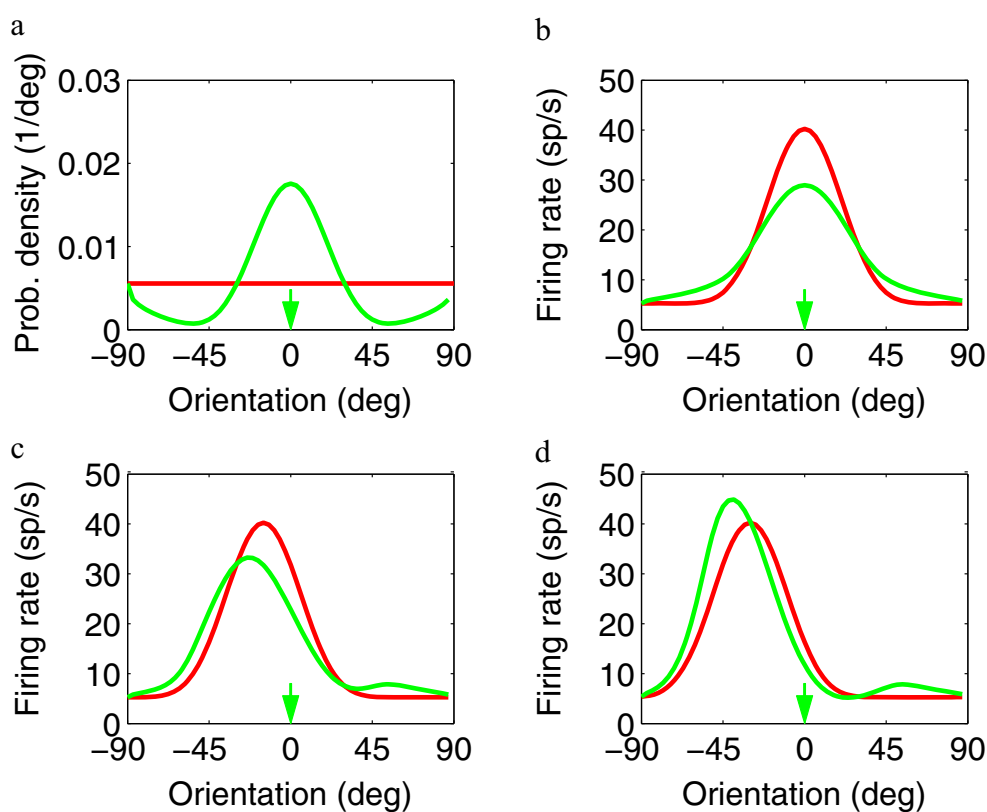 a
Prob. density (1/deg)
0.03
0.02
0.01
0
−90 −45 0 45 90
Orientation (deg)
b
Firing rate (sp/s)
50
40
30
20
10
0
−90 −45 0 45 90
Orientation (deg)
c
Firing rate (sp/s)
50
40
30
20
10
0
−90 −45 0 45 90
Orientation (deg)
d
Firing rate (sp/s)
50
40
30
20
10
0
−90 −45 0 45 90
Orientation (deg)